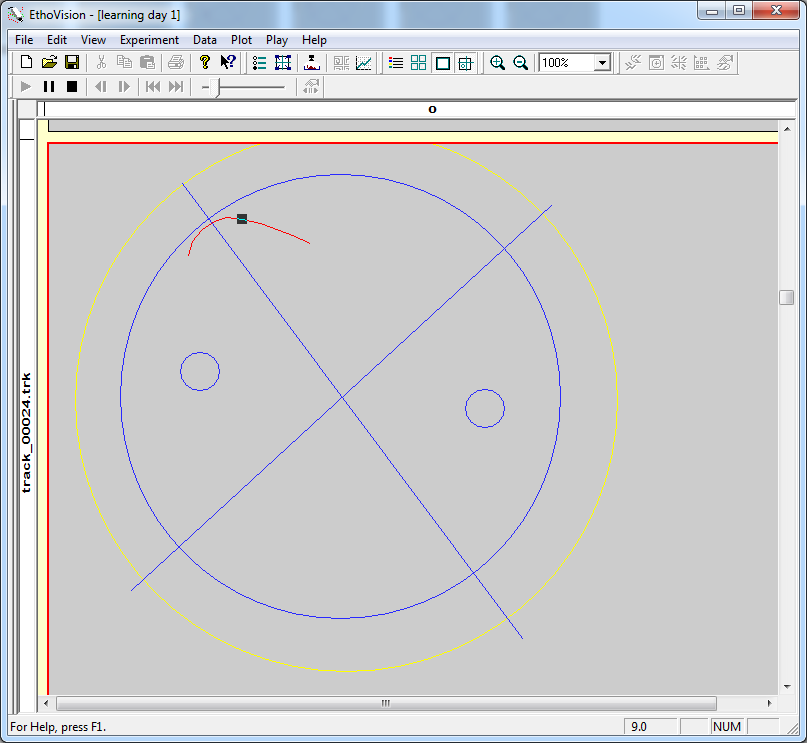 EthoVision - [learning day 1]
File Edit View Experiment Data Plot Play Help
100%
o
track_00024.trk
For Help, press F1.
9.0
NUM